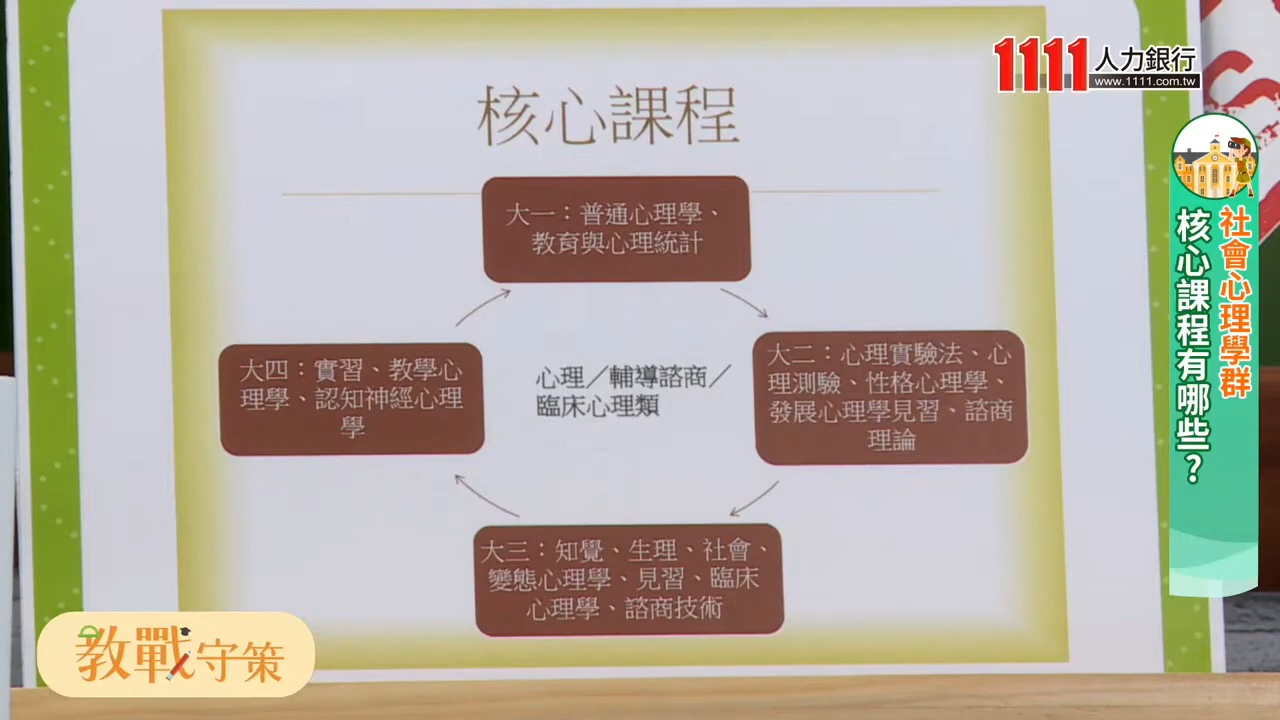 1111人力銀行
www.1111.com.tw
社會心理學群
核心課程有哪些?
核心課程
大一：普通心理學、
教育與心理統計
大二：心理實驗法、心
理測驗、性格心理學、
發展心理學見習、諮商
理論
大三：知覺、生理、社會、
變態心理學、見習、臨床
心理學、諮商技術
大四：實習、教學心
理學、認知神經心理
學
心理／輔導諮商／
臨床心理類
教戰守策